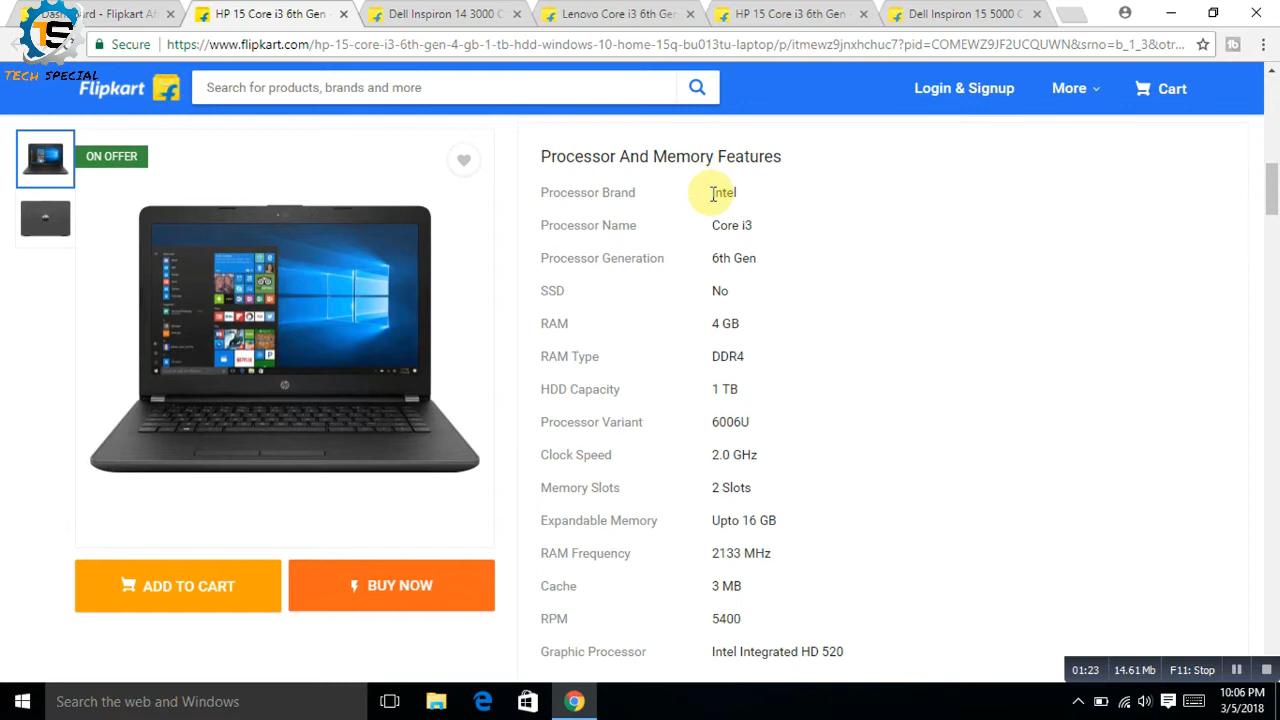 Dashboard - Flipkart Af
HP 15 Core i3 6th Gen
Dell Inspiron 14 300
Lenovo Core i3 6th Ge
Core i3 6th Gen
Dell Inspiron 15 5000 C
TS
TECH SPECIAL
Secure
https://www.flipkart.com/hp-15-core-i3-6th-gen-4-gb-1-tb-hdd-windows-10-home-15q-bu013tu-laptop/p/itmewz9jnxhchuc7?pid=COMEWZ9JF2UCQUWN&srno=b_1_3&otr...
Flipkart
Search for products, brands and more
Login & Signup
More
Cart
ON OFFER
Processor And Memory Features
Processor Brand Intel
Processor Name Core i3
Processor Generation 6th Gen
SSD No
RAM 4 GB
RAM Type DDR4
HDD Capacity 1 TB
Processor Variant 6006U
Clock Speed 2.0 GHz
Memory Slots 2 Slots
Expandable Memory Upto 16 GB
RAM Frequency 2133 MHz
Cache 3 MB
RPM 5400
Graphic Processor Intel Integrated HD 520
ADD TO CART
BUY NOW
01:23 14.61Mb F11: Stop
Search the web and Windows
10:06 PM
3/5/2018